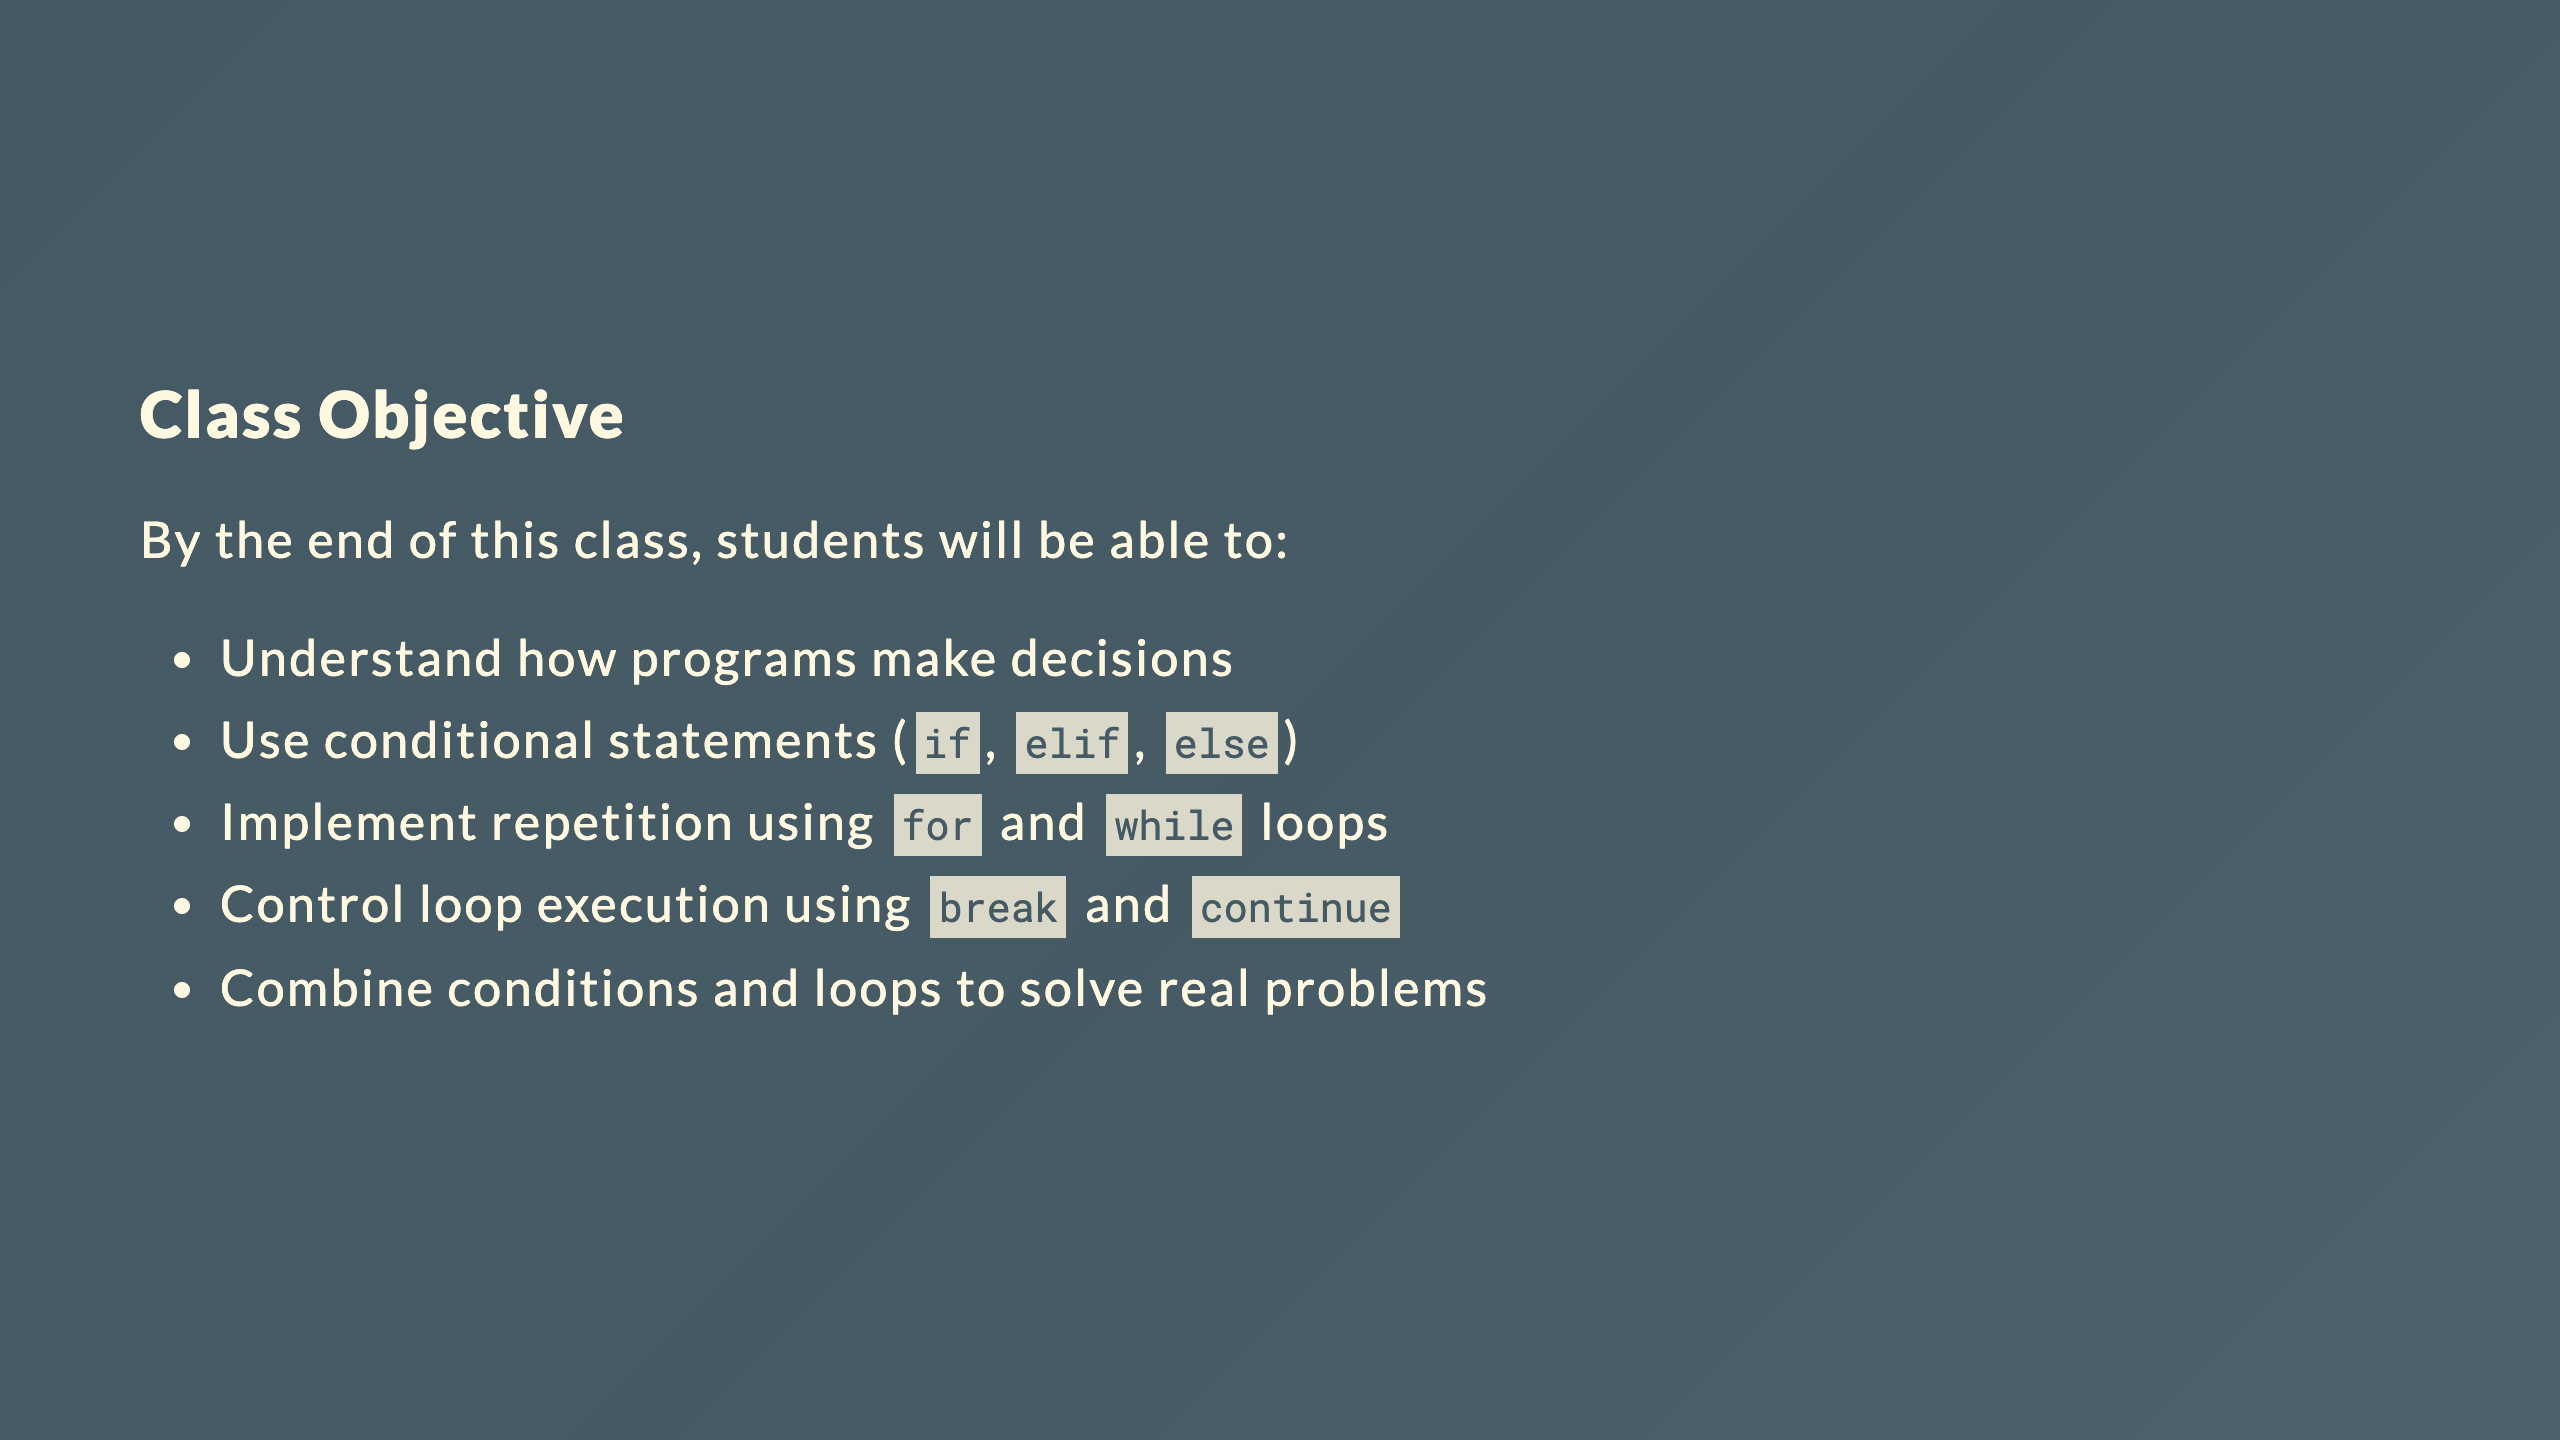 Class Objective
By the end of this class, students will be able to:
• Understand how programs make decisions
• Use conditional statements (if, elif, else)
• Implement repetition using for and while loops
• Control loop execution using break and continue
• Combine conditions and loops to solve real problems